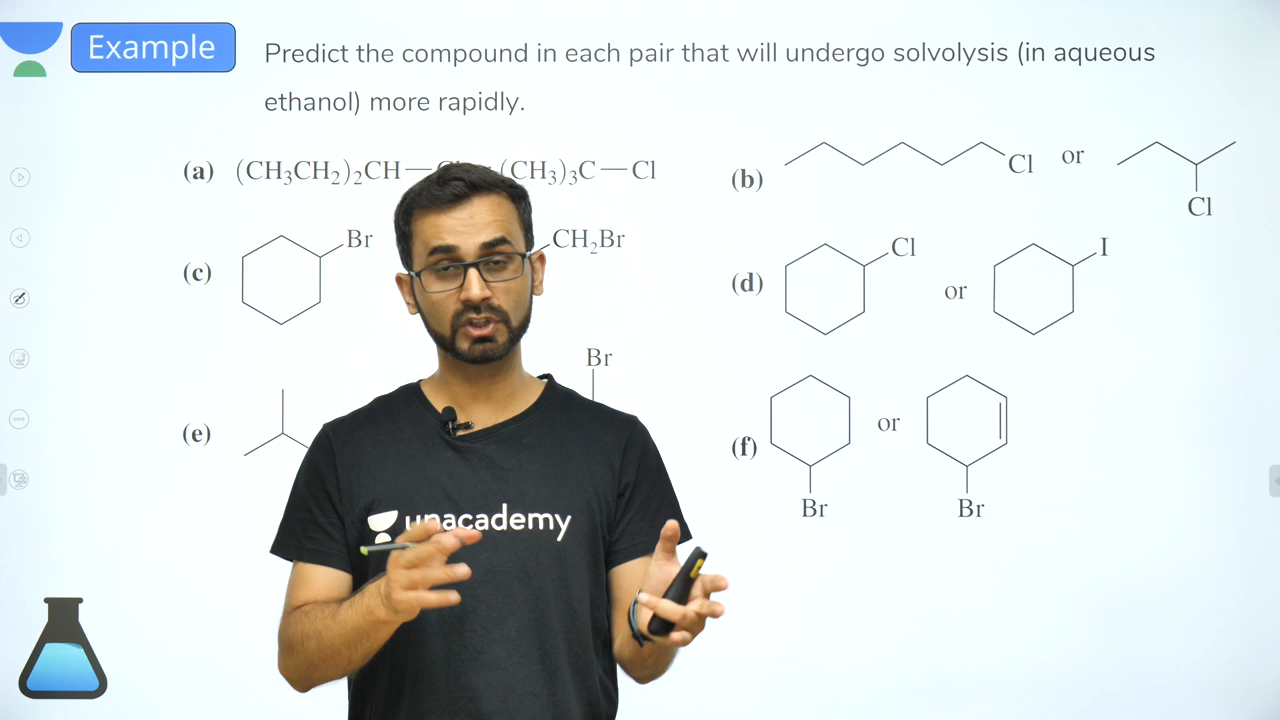 Example
Predict the compound in each pair that will undergo solvolysis (in aqueous
ethanol) more rapidly.
(a) (CH₃CH₂)₂CH—
(CH₃)₃C—Cl
(b)
Cl
or
Cl
(c)
Br
CH₂Br
(d)
Cl
or
I
(e)
Br
(f)
or
Br
Br
unacademy